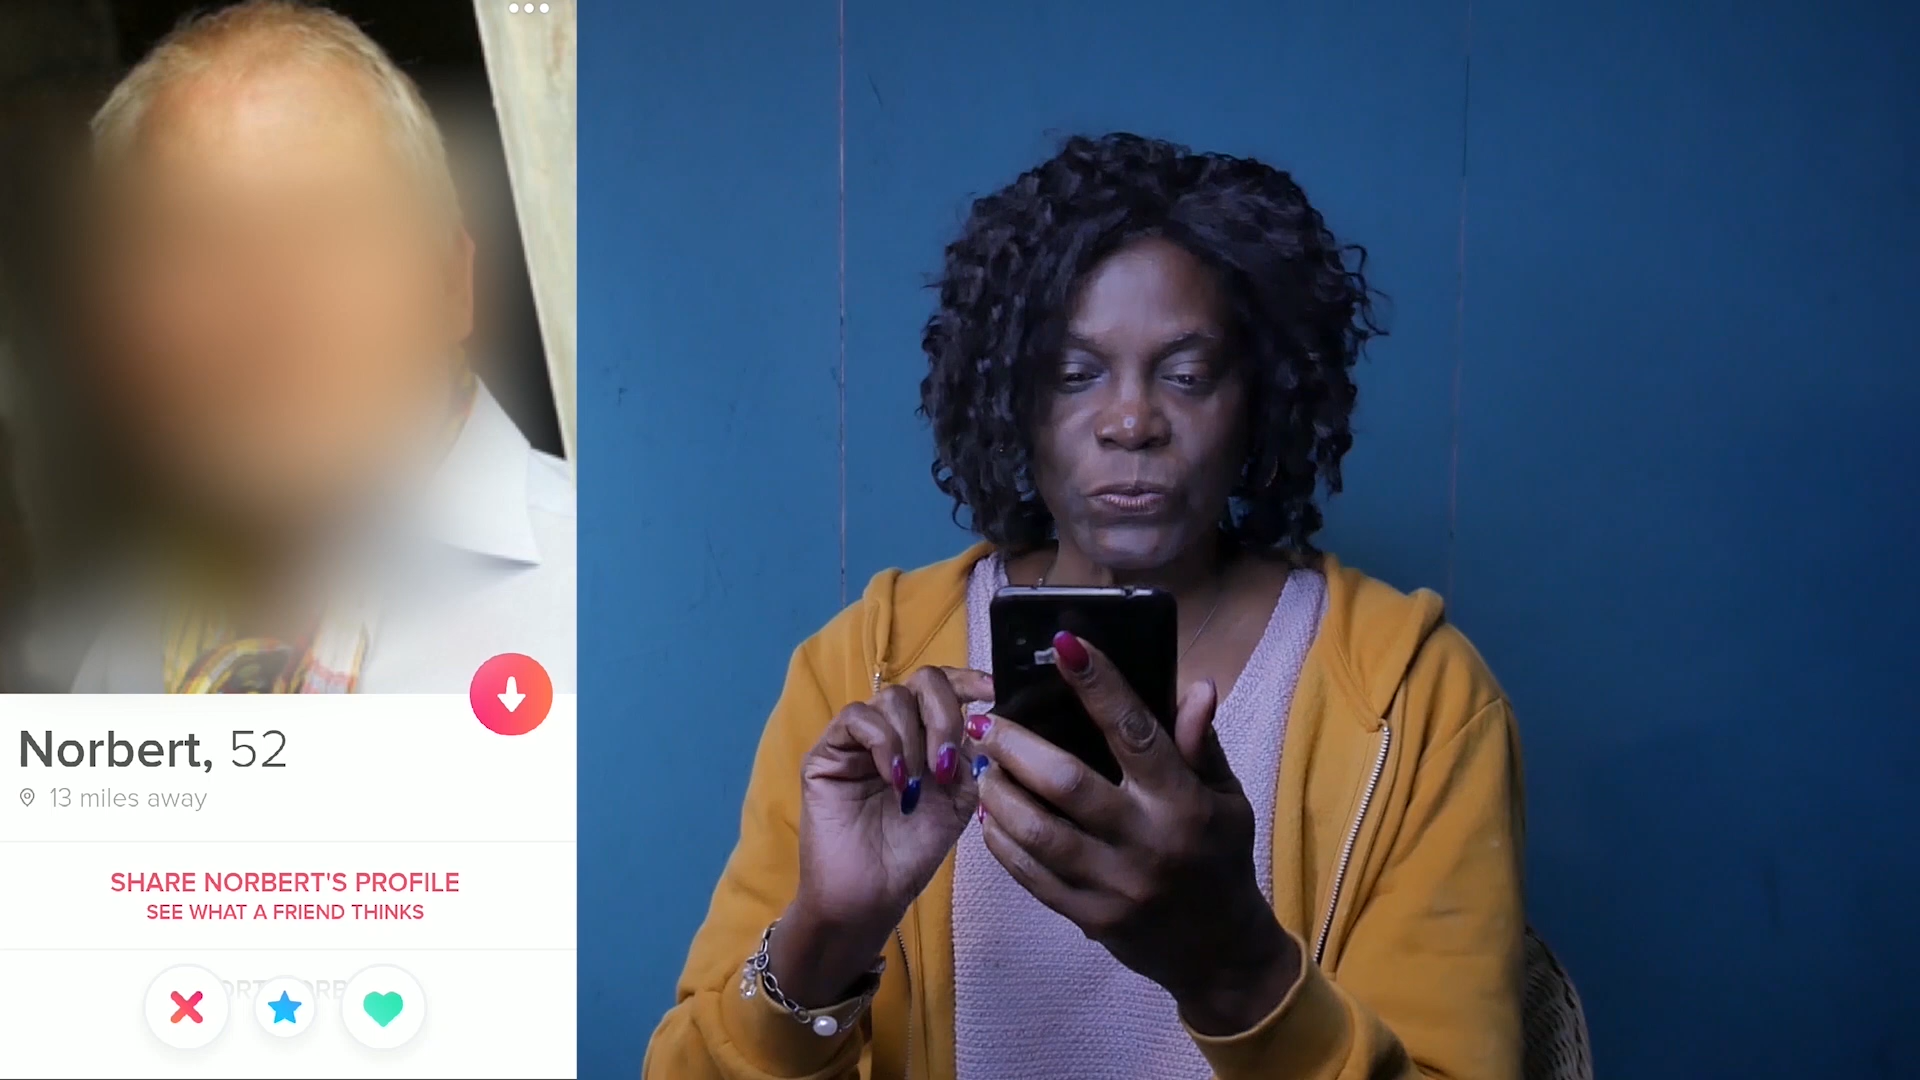 Norbert, 52
13 miles away
SHARE NORBERT'S PROFILE
SEE WHAT A FRIEND THINKS